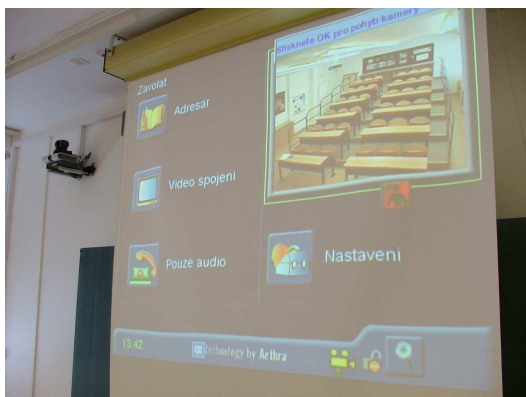 Stisknete OK pro pohyb kamery
Zavolat
Adresar
Video spojeni
Pouze audio
Nastaveni
13:42
technology by Aethra